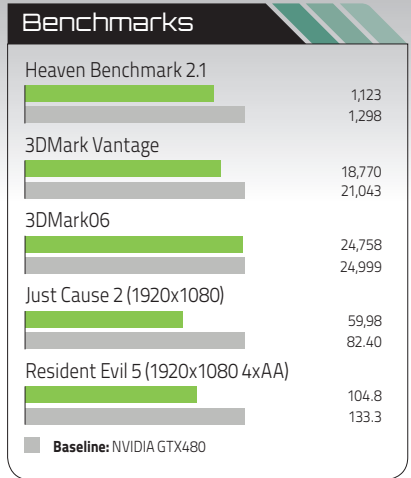 Benchmarks
Heaven Benchmark 2.1
1,123
1,298
3DMark Vantage
18,770
21,043
3DMark06
24,758
24,999
Just Cause 2 (1920x1080)
59,98
82.40
Resident Evil 5 (1920x1080 4xAA)
104.8
133.3
Baseline: NVIDIA GTX480